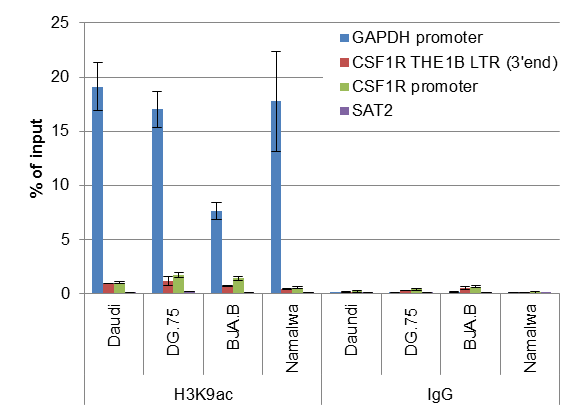 25
20
15
10
5
0
% of input
GAPDH promoter
CSF1R THE1B LTR (3'end)
CSF1R promoter
SAT2
Daudi
DG.75
BJA.B
Namalwa
Daundi
DG.75
BJA.B
Namalwa
H3K9ac
IgG